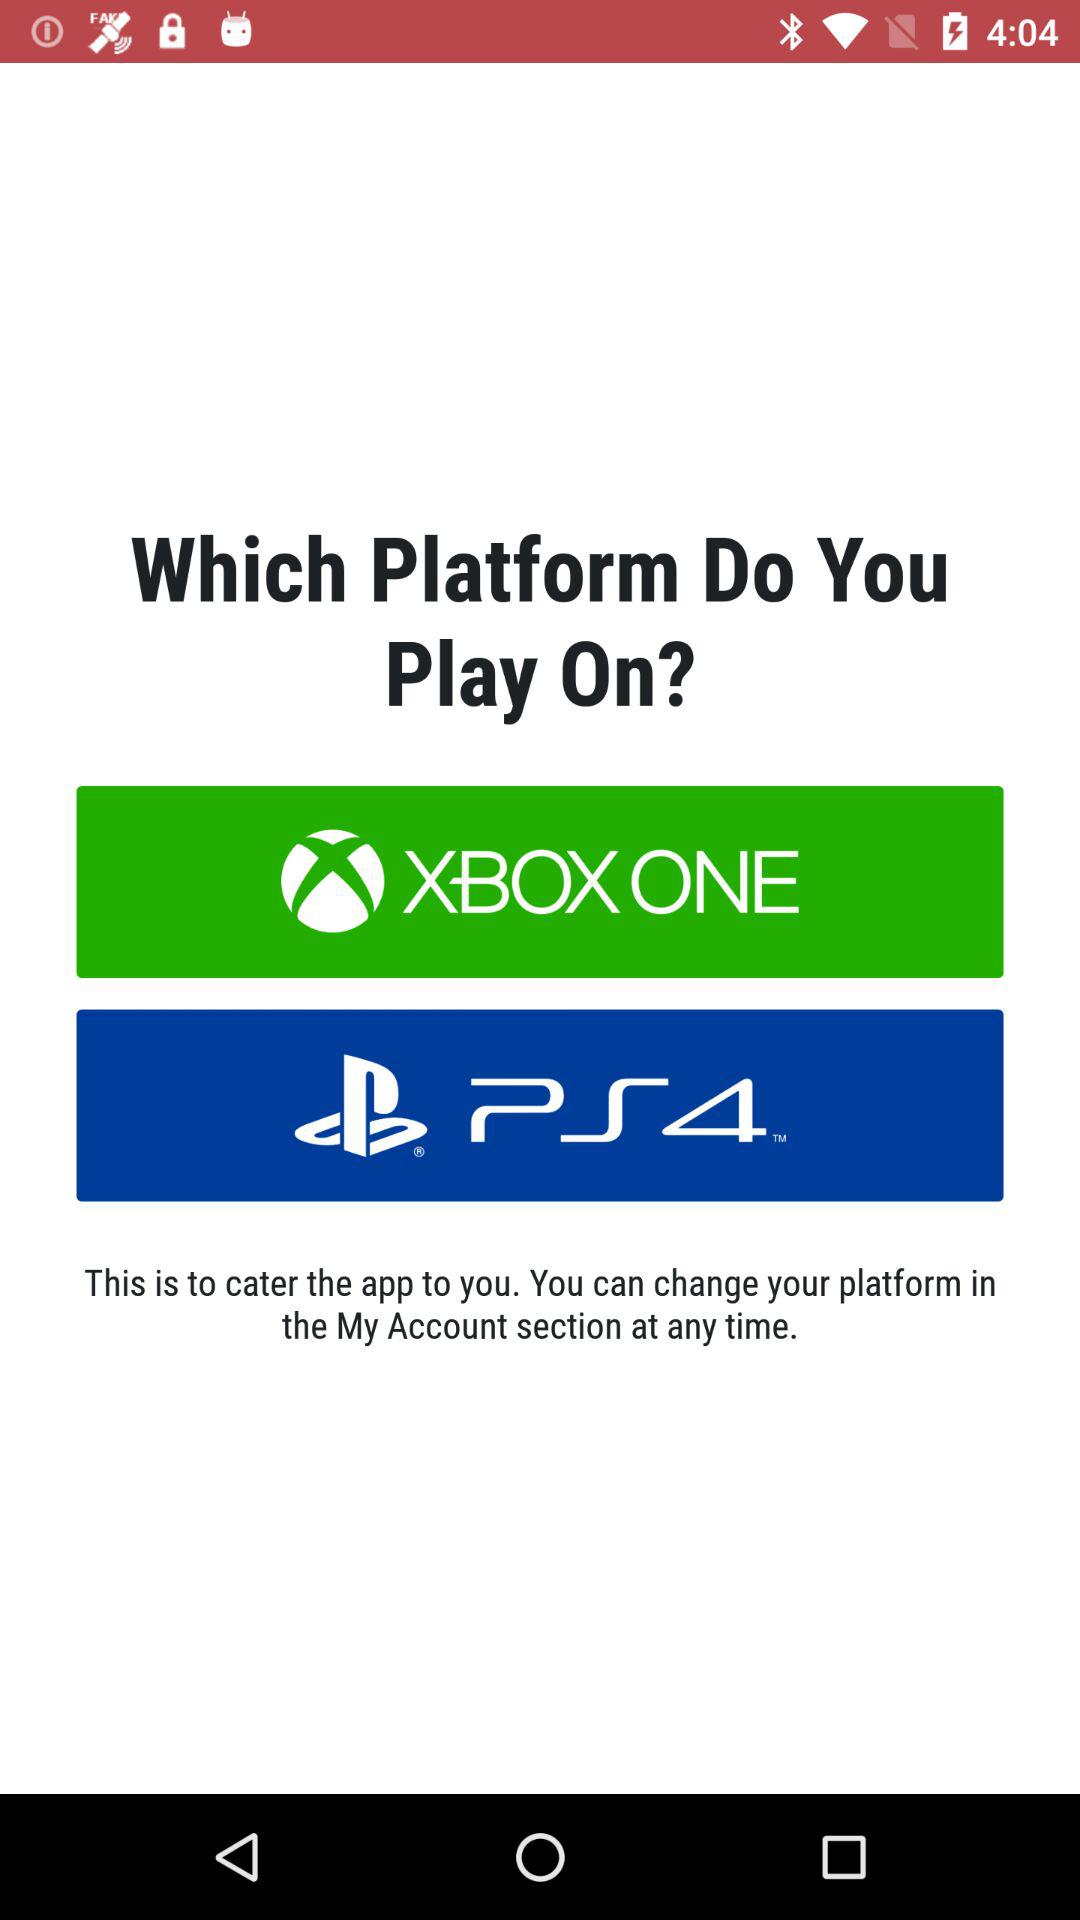 FAKE
4:04
Which Platform Do You
Play On?
XBOX ONE
PS4™
®
This is to cater the app to you. You can change your platform in
the My Account section at any time.